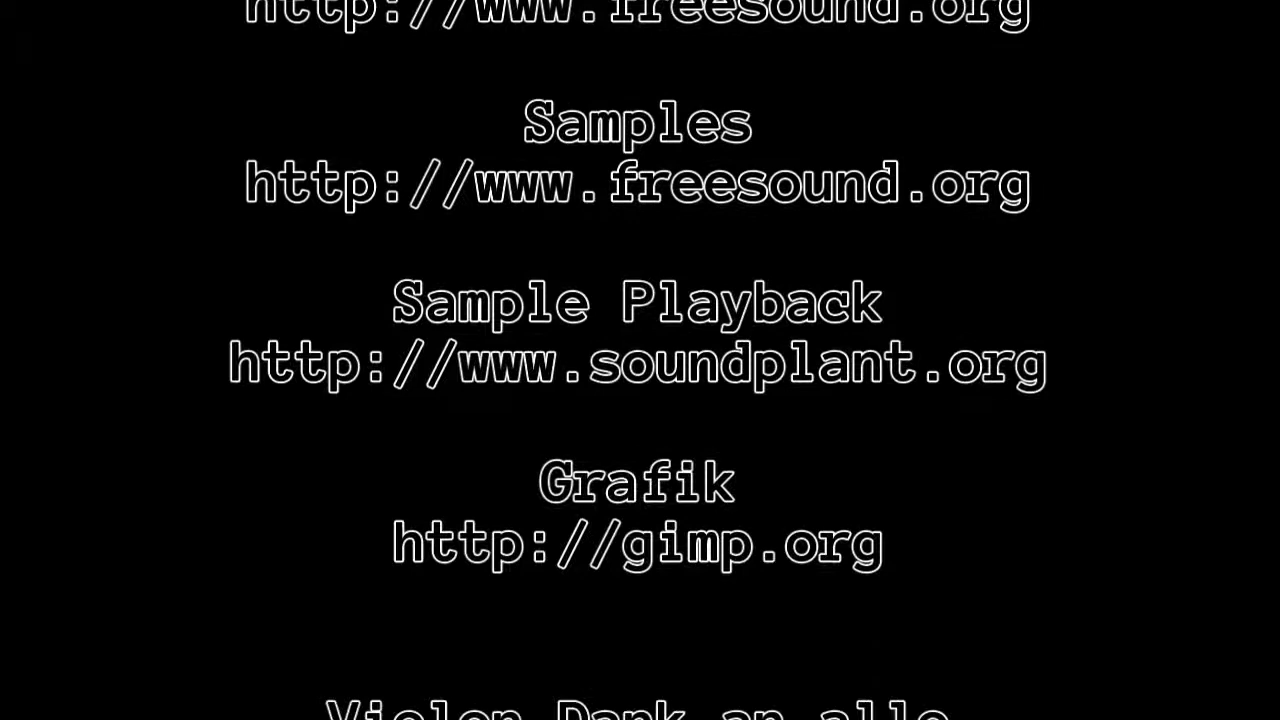 http://www.freesound.org
Samples
http://www.freesound.org
Sample Playback
http://www.soundplant.org
Grafik
http://gimp.org
Vielen Dank an alle